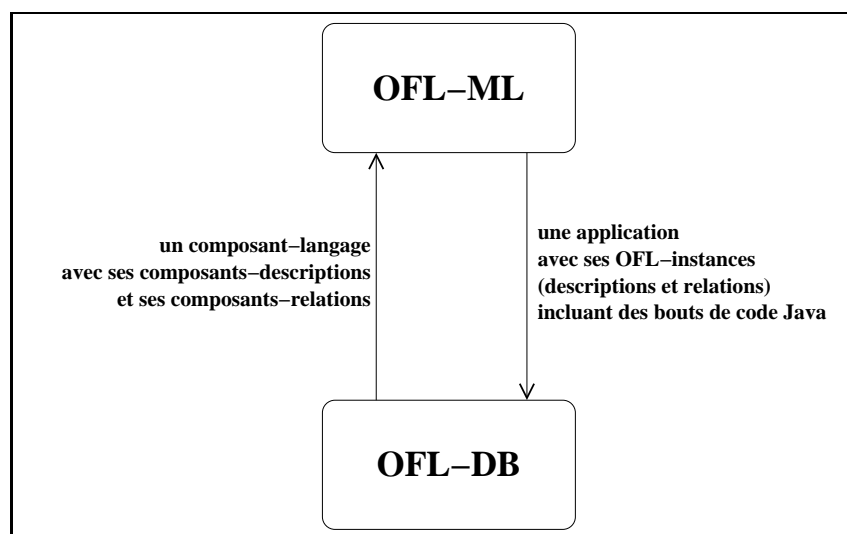 OFL–ML
un composant–langage
avec ses composants–descriptions
et ses composants–relations
une application
avec ses OFL–instances
(descriptions et relations)
incluant des bouts de code Java
OFL–DB